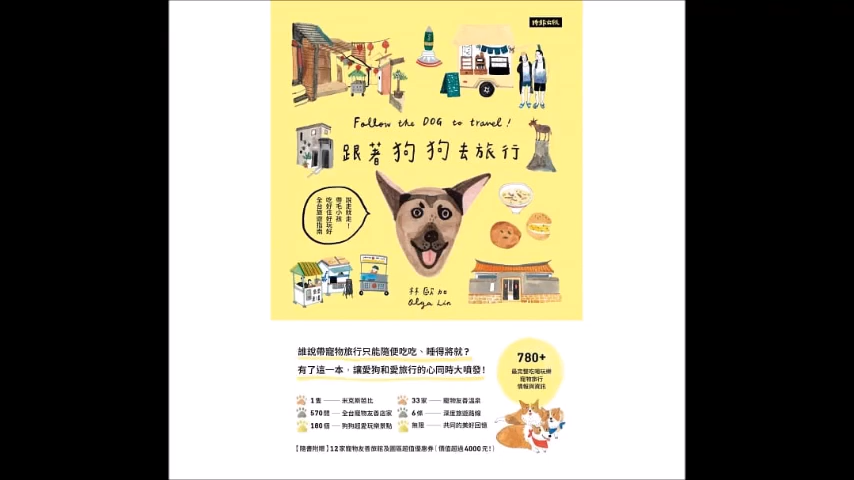 時報出版
Follow the DOG to travel!
跟著狗狗去旅行
說走就走！
帶毛小孩
吃好住好玩好
全台旅遊指南
林歐加
Olga Lin
誰說帶寵物旅行只能隨便吃吃、睡得將就？
有了這一本，讓愛狗和愛旅行的心同時大噴發！
780+
最完整吃喝玩樂
寵物旅行
情報與資訊
1隻 —— 米克斯芭比
33家 —— 寵物友善溫泉
570間 —— 全台寵物友善店家
6條 —— 深度旅遊路線
180個 —— 狗狗超愛玩樂景點
無限 —— 共同的美好回憶
【隨書附贈】12家寵物友善旅館及園區超值優惠券（價值超過4000元！）